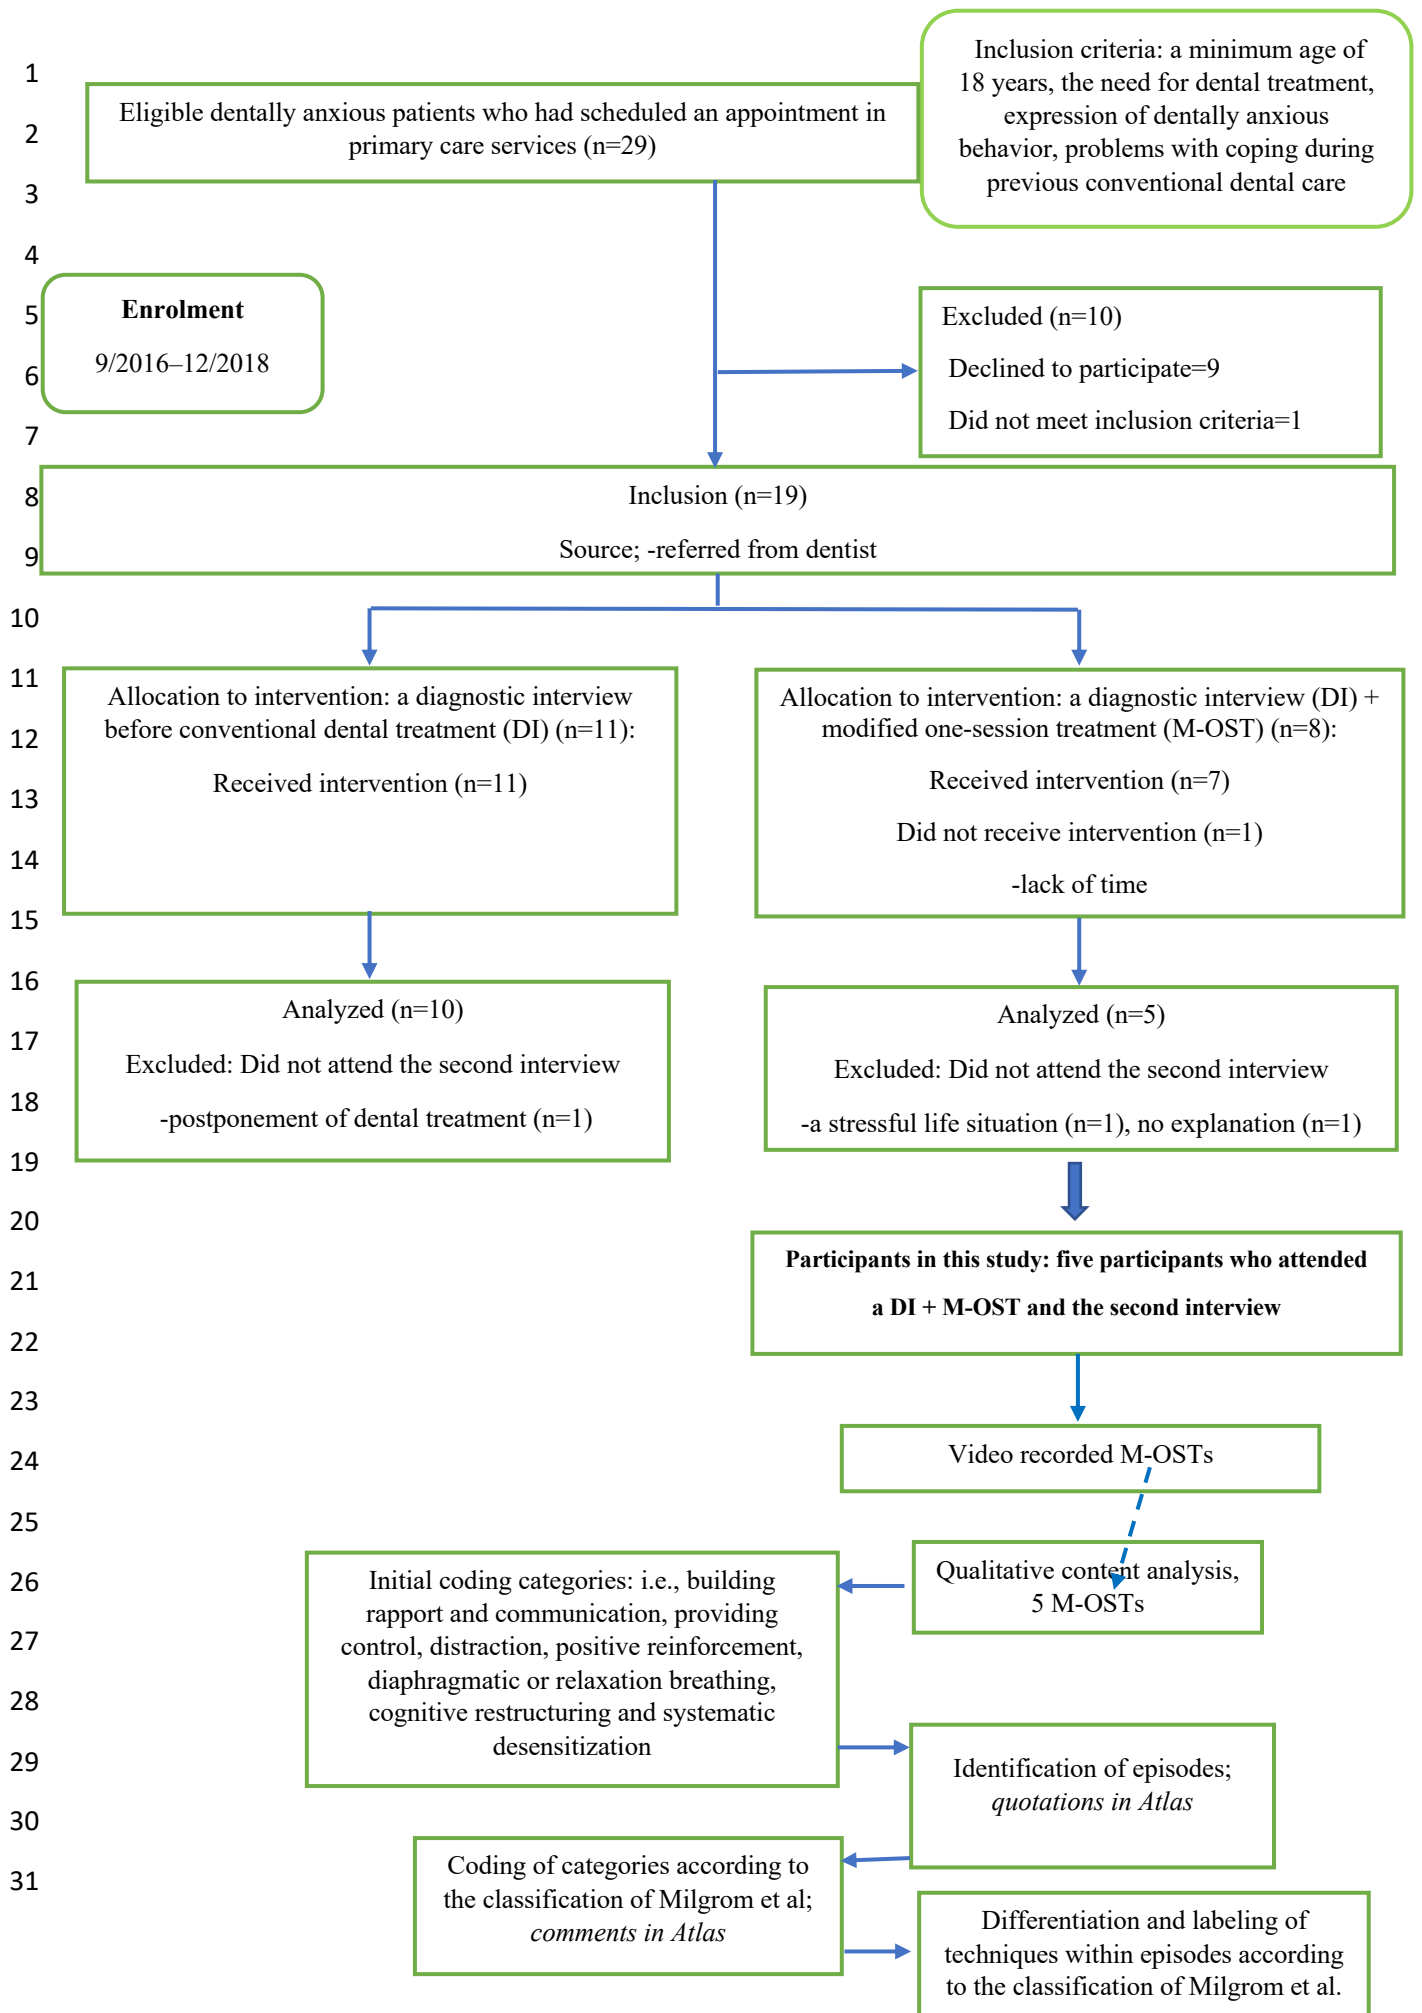 Inclusion criteria: a minimum age of
18 years, the need for dental treatment,
expression of dentally anxious
behavior, problems with coping during
previous conventional dental care
1
Eligible dentally anxious patients who had scheduled an appointment in
2
primary care services (n=29)
3
4
5
Enrolment
9/2016–12/2018
6
Excluded (n=10)
Declined to participate=9
Did not meet inclusion criteria=1
7
8
Inclusion (n=19)
9
Source; -referred from dentist
10
11
Allocation to intervention: a diagnostic interview
before conventional dental treatment (DI) (n=11):
Received intervention (n=11)
Allocation to intervention: a diagnostic interview (DI) +
modified one-session treatment (M-OST) (n=8):
Received intervention (n=7)
Did not receive intervention (n=1)
-lack of time
12
13
14
15
16
Analyzed (n=10)
Excluded: Did not attend the second interview
-postponement of dental treatment (n=1)
Analyzed (n=5)
Excluded: Did not attend the second interview
-a stressful life situation (n=1), no explanation (n=1)
17
18
19
20
21
Participants in this study: five participants who attended
a DI + M-OST and the second interview
22
23
24
Video recorded M-OSTs
25
26
Qualitative content analysis,
5 M-OSTs
Initial coding categories: i.e., building
rapport and communication, providing
control, distraction, positive reinforcement,
diaphragmatic or relaxation breathing,
cognitive restructuring and systematic
desensitization
27
28
29
Identification of episodes;
quotations in Atlas
30
31
Coding of categories according to
the classification of Milgrom et al;
comments in Atlas
Differentiation and labeling of
techniques within episodes according
to the classification of Milgrom et al.